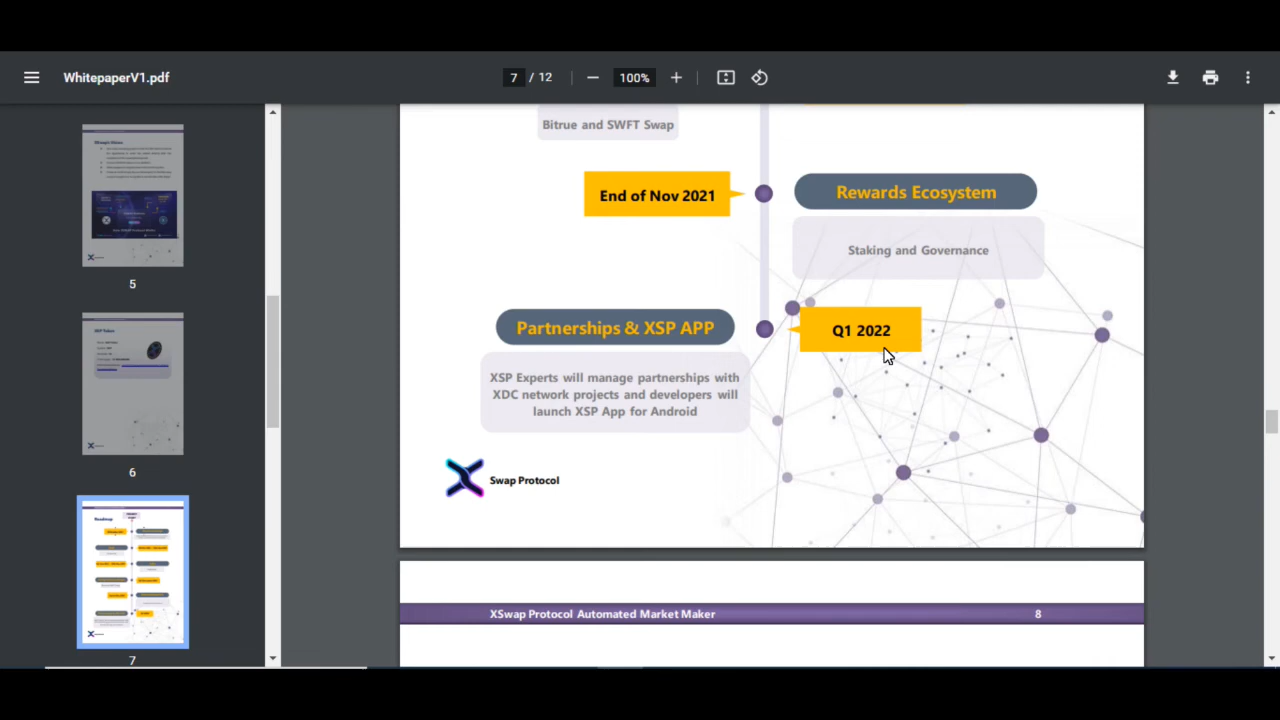 WhitepaperV1.pdf
7 / 12
100%
5
6
7
Roadmap
Bitrue and SWFT Swap
End of Nov 2021
Rewards Ecosystem
Staking and Governance
Partnerships & XSP APP
Q1 2022
XSP Experts will manage partnerships with
XDC network projects and developers will
launch XSP App for Android
Swap Protocol
XSwap Protocol Automated Market Maker
8